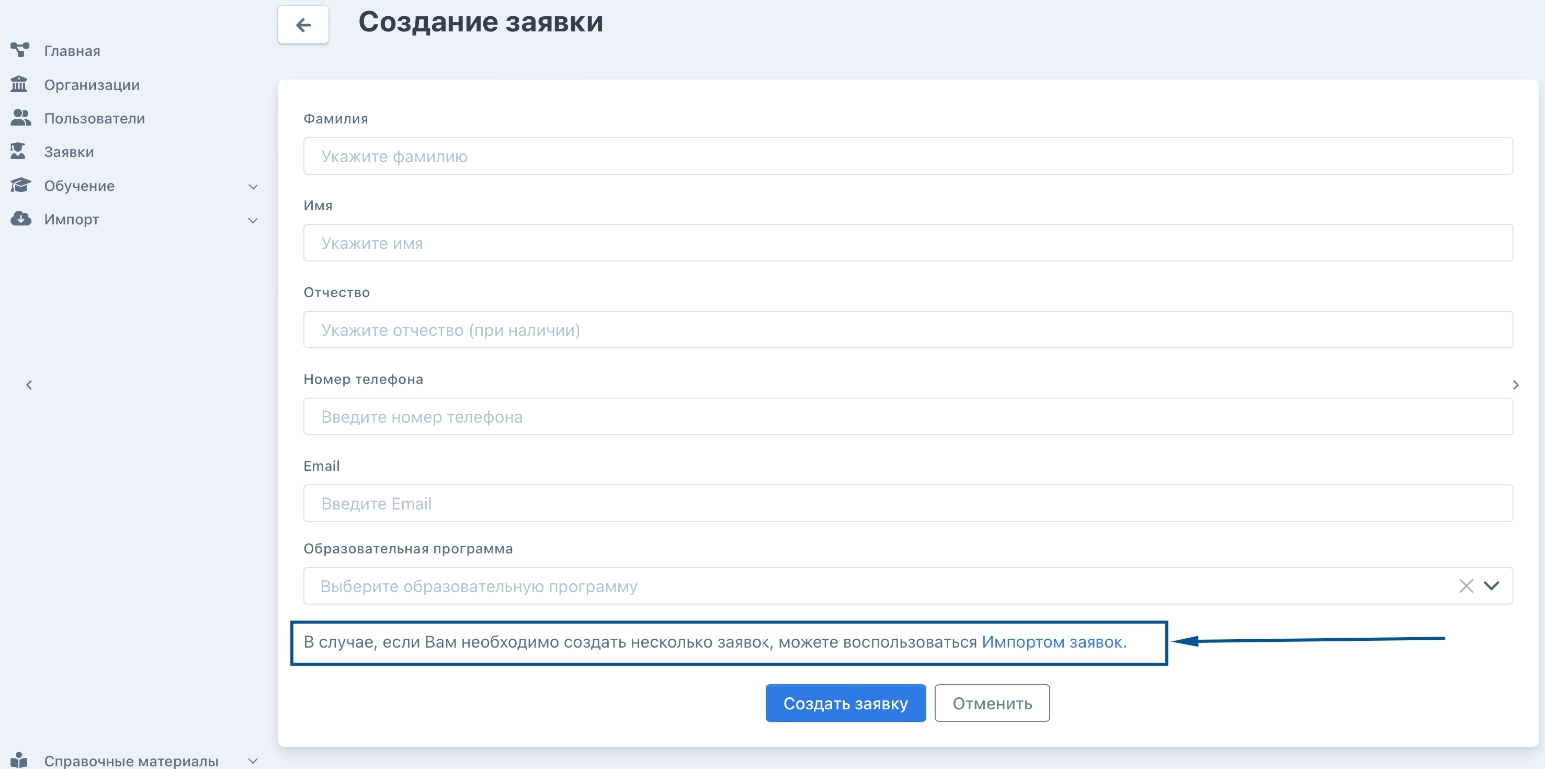 Создание заявки
Главная
Организации
Пользователи
Заявки
Обучение
Импорт
Справочные материалы
Фамилия
Укажите фамилию
Имя
Укажите имя
Отчество
Укажите отчество (при наличии)
Номер телефона
Введите номер телефона
Email
Введите Email
Образовательная программа
Выберите образовательную программу
В случае, если Вам необходимо создать несколько заявок, можете воспользоваться Импортом заявок.
Создать заявку
Отменить